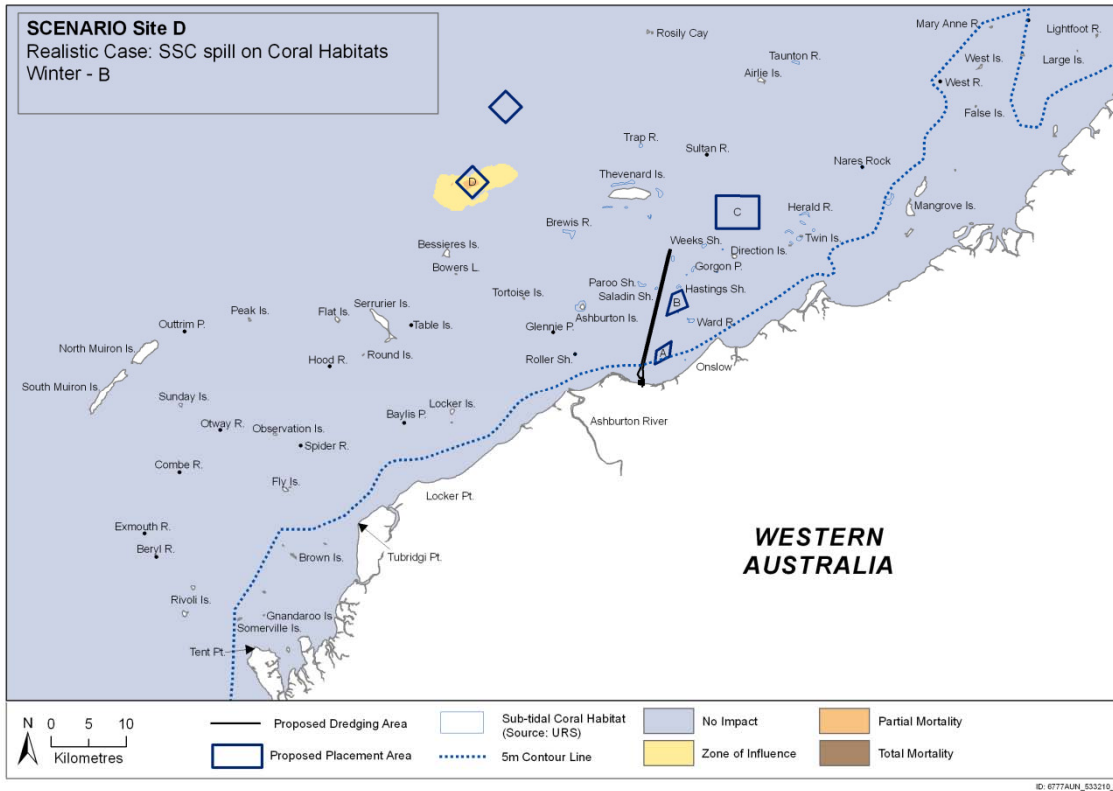 SCENARIO Site D
Realistic Case: SSC spill on Coral Habitats
Winter - B
Rosily Cay
Mary Anne R.
Lightfoot R.
Taunton R.
West Is.
Large Is.
Airlie Is.
West R.
False Is.
Trap R.
Sultan R.
Nares Rock
Thevenard Is.
D
C
Herald R.
Mangrove Is.
Brewis R.
Weeks Sh.
Direction Is.
Twin Is.
Bessieres Is.
Bowers L.
Gorgon P.
Paroo Sh.
Hastings Sh.
Tortoise Is.
Saladin Sh.
B
Serrurier Is.
Peak Is.
Flat Is.
Ashburton Is.
Outtrim P.
Table Is.
Glennie P.
Ward R.
North Muiron Is.
Round Is.
Roller Sh.
A
Hood R.
Onslow
South Muiron Is.
Sunday Is.
Locker Is.
Baylis P.
Ashburton River
Otway R.
Observation Is.
Spider R.
Combe R.
Fly Is.
Locker Pt.
Exmouth R.
WESTERN
AUSTRALIA
Beryl R.
Brown Is.
Tubridgi Pt.
Rivoli Is.
Gnandaroo Is
Somerville Is.
Tent Pt.
N
0 5 10
Kilometres
Proposed Dredging Area
Proposed Placement Area
Sub-tidal Coral Habitat
(Source: URS)
5m Contour Line
No Impact
Zone of Influence
Partial Mortality
Total Mortality